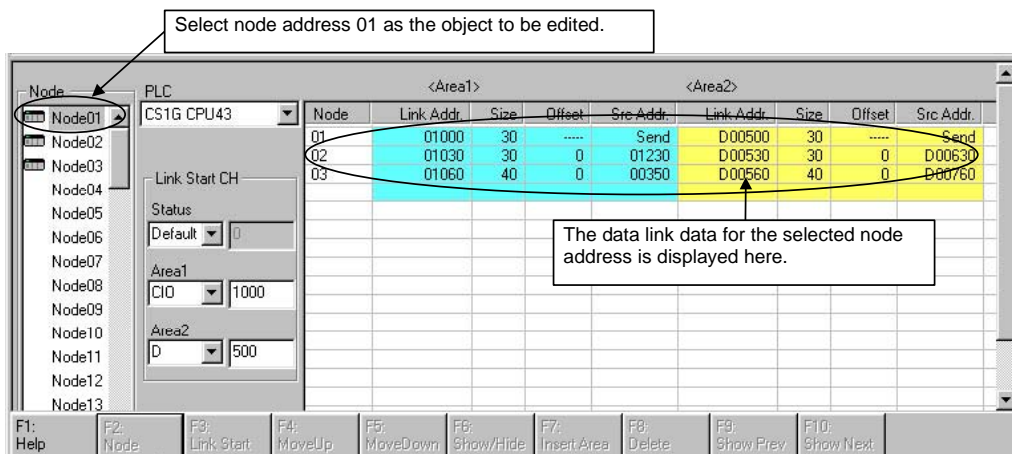 Select node address 01 as the object to be edited.
Node PLC <Area1> <Area2>
Node01 CS1G CPU43 Node Link Addr. Size Offset Src Addr. Link Addr. Size Offset Src Addr.
01 01000 30 ----- Send D00500 30 ----- Send
Node02 02 01030 30 0 01230 D00530 30 0 D00630
Node03 03 01060 40 0 00350 D00560 40 0 D00760
Link Start CH
Node04
Node05 Status
Node06 Default 0
The data link data for the selected node
address is displayed here.
Node07 Area1
Node08 CIO 1000
Node09
Node10 Area2
Node11 D 500
Node12
Node13
F1: F2: F3: F4: F5: F6: F7: F8: F9: F10:
Help Node Link Start MoveUp MoveDown Show/Hide Insert Area Delete Show Prev Show Next